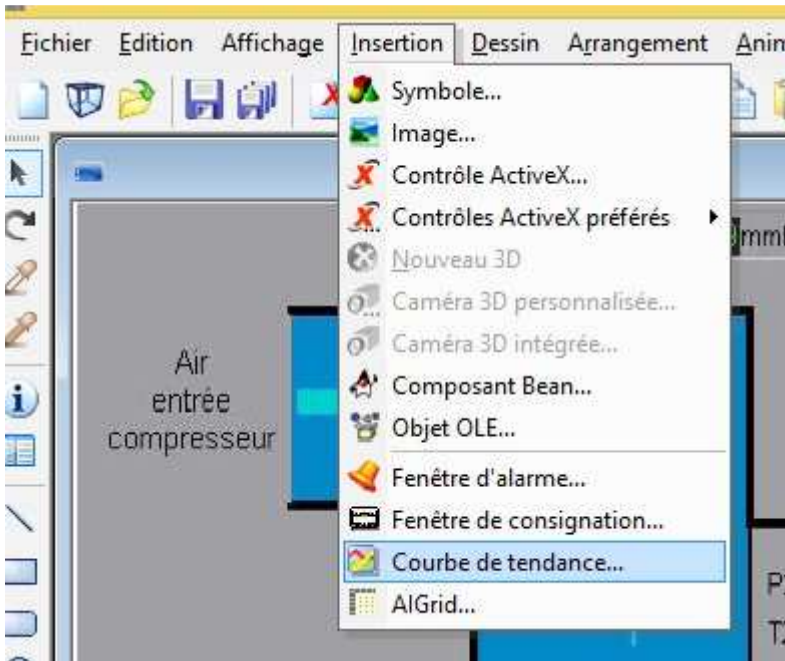 Fichier Edition Affichage Insertion Dessin Arrangement
Symbole...
Image...
Contrôle ActiveX...
Contrôles ActiveX préférés
Nouveau 3D
Caméra 3D personnalisée...
Caméra 3D intégrée...
Composant Bean...
Objet OLE...
Fenêtre d'alarme...
Fenêtre de consignation...
Courbe de tendance...
AIGrid...
Air
entrée
compresseur